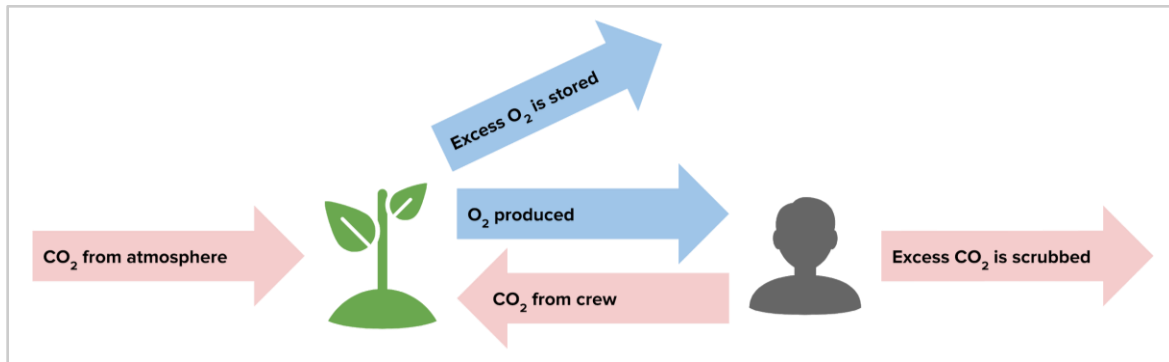 Excess O₂ is stored
O₂ produced
CO₂ from atmosphere
Excess CO₂ is scrubbed
CO₂ from crew